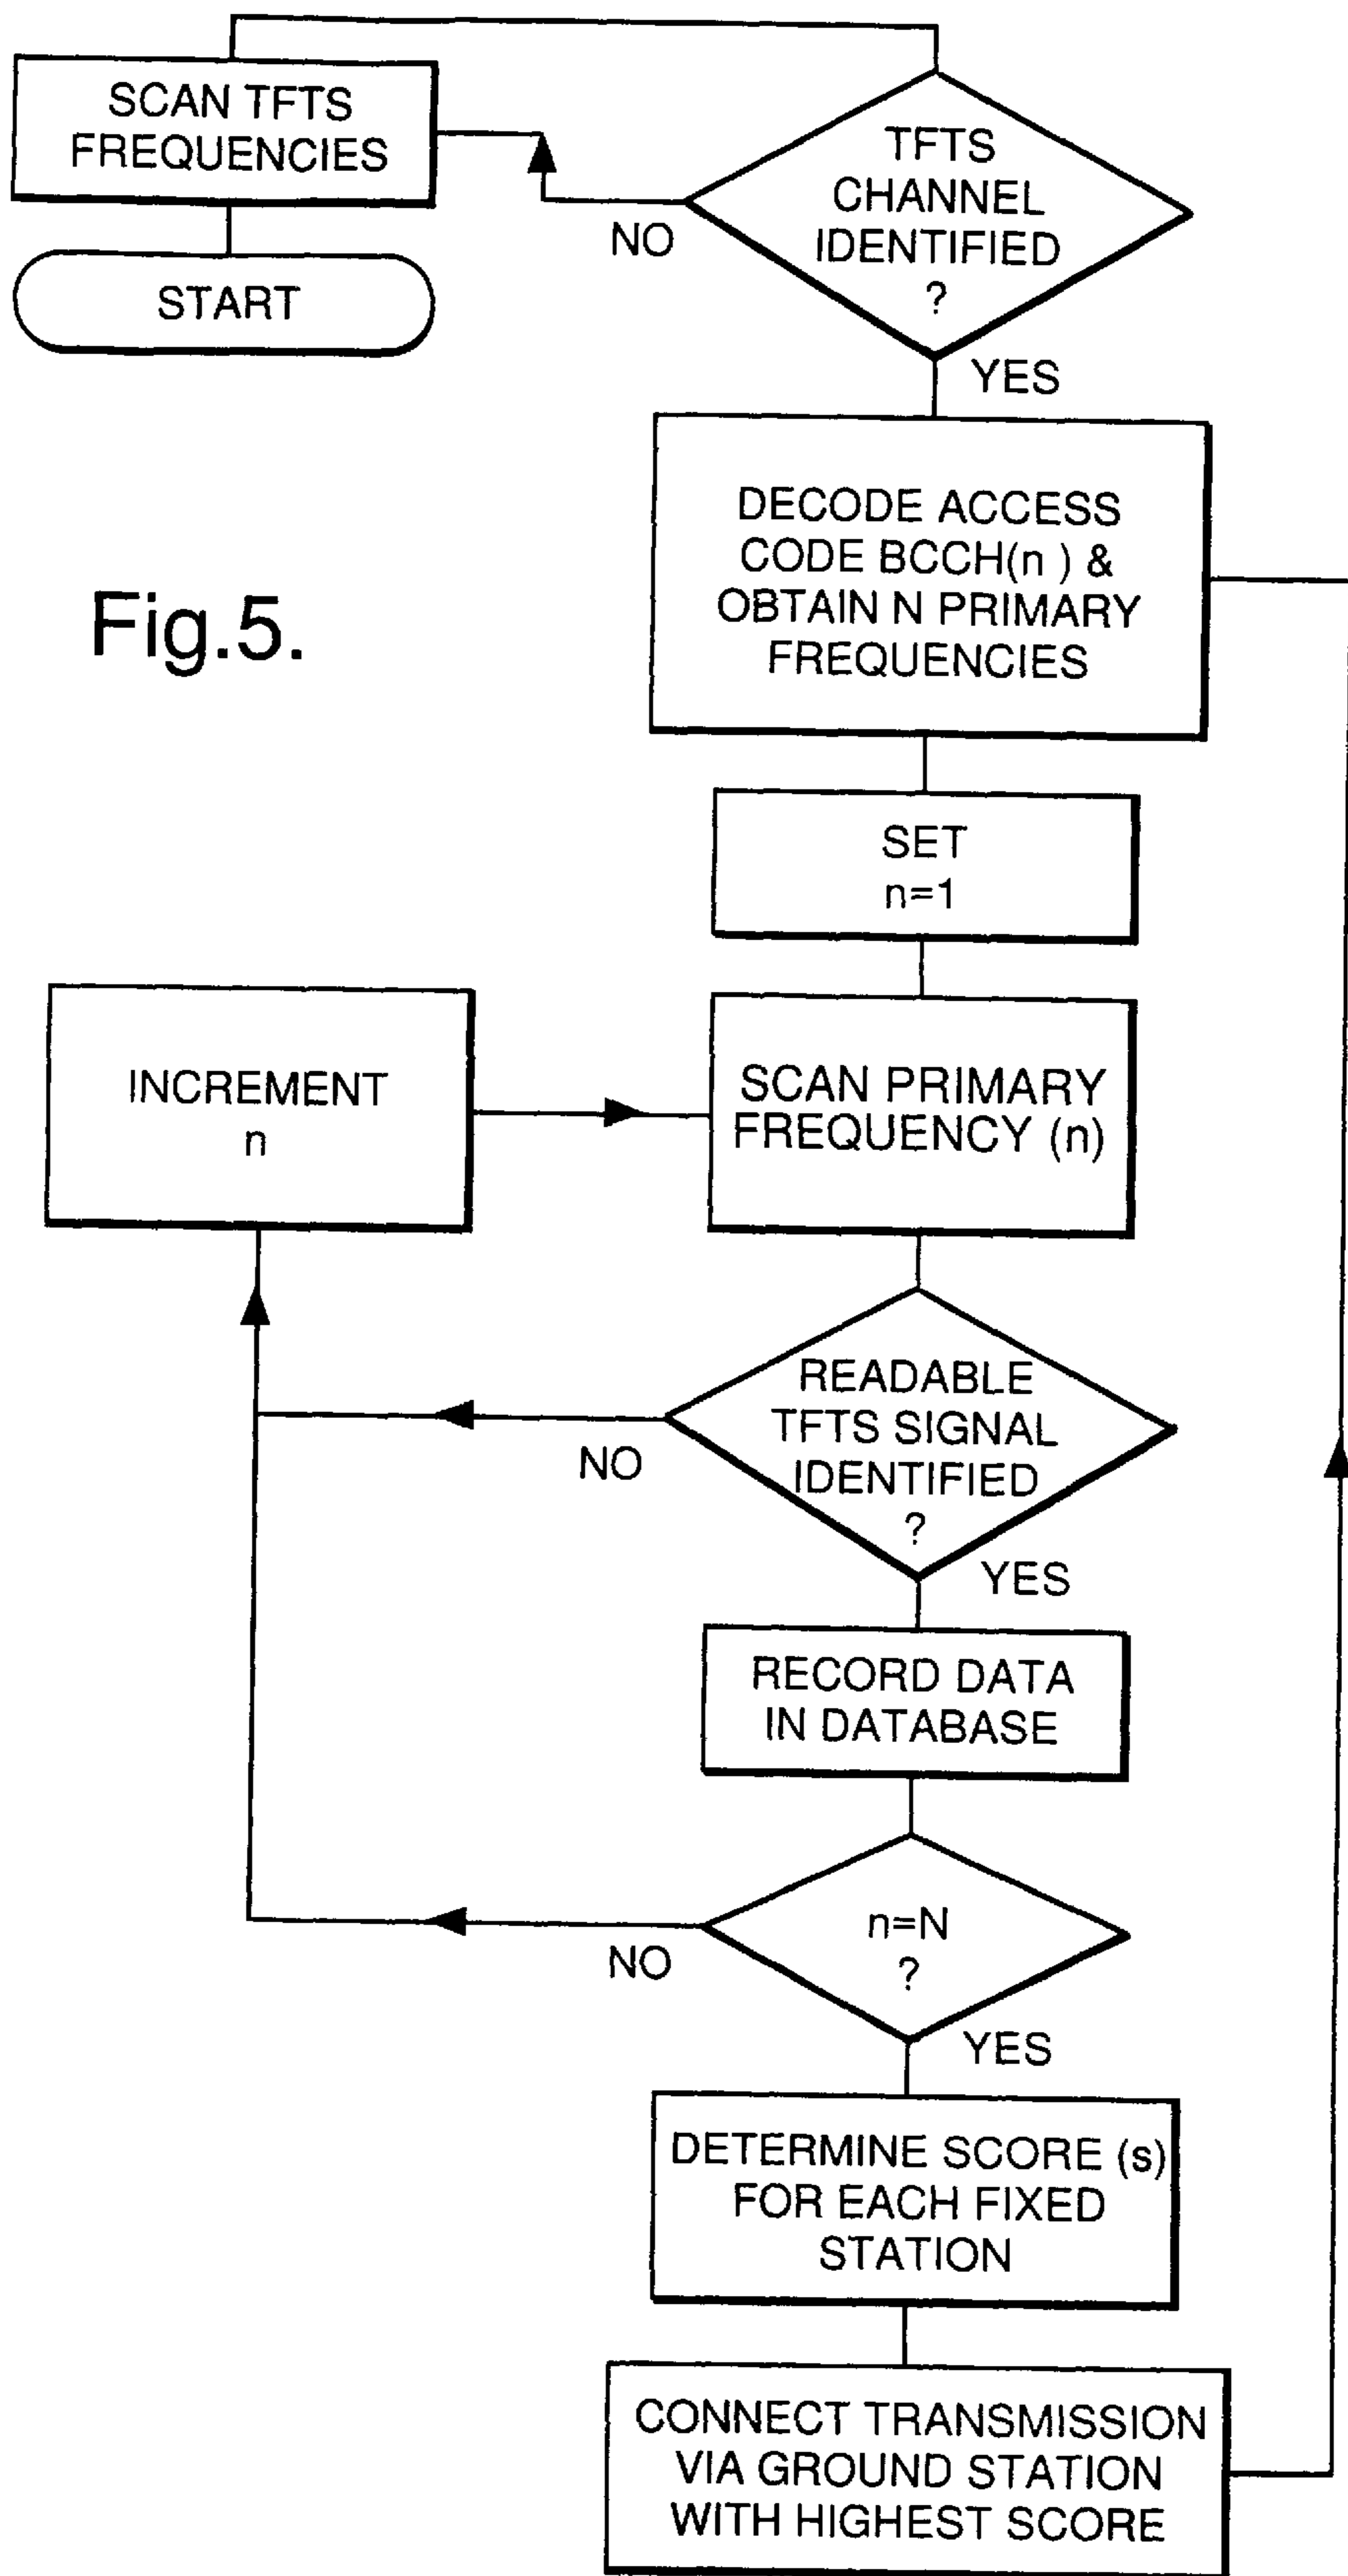 SCAN TFTS
FREQUENCIES
START
TFTS
CHANNEL
IDENTIFIED
?
NO
YES
DECODE ACCESS
CODE BCCH(n ) &
OBTAIN N PRIMARY
FREQUENCIES
Fig.5.
SET
n=1
INCREMENT
n
SCAN PRIMARY
FREQUENCY (n)
READABLE
TFTS SIGNAL
IDENTIFIED
?
NO
YES
RECORD DATA
IN DATABASE
n=N
?
NO
YES
DETERMINE SCORE (s)
FOR EACH FIXED
STATION
CONNECT TRANSMISSION
VIA GROUND STATION
WITH HIGHEST SCORE